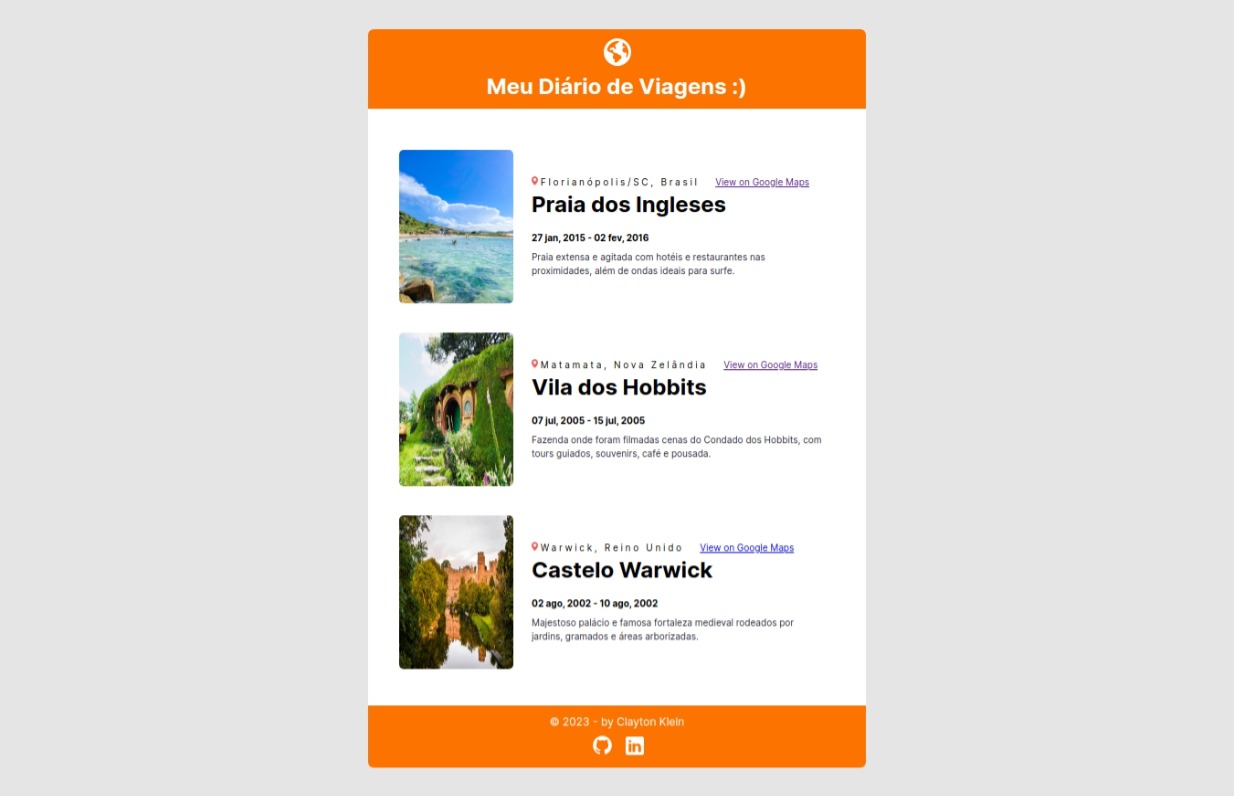 Meu Diário de Viagens :)
Florianópolis/SC, Brasil View on Google Maps
Praia dos Ingleses
27 jan, 2015 - 02 fev, 2016
Praia extensa e agitada com hotéis e restaurantes nas
proximidades, além de ondas ideais para surfe.
Matamata, Nova Zelândia View on Google Maps
Vila dos Hobbits
07 jul, 2005 - 15 jul, 2005
Fazenda onde foram filmadas cenas do Condado dos Hobbits, com
tours guiados, souvenirs, café e pousada.
Warwick, Reino Unido View on Google Maps
Castelo Warwick
02 ago, 2002 - 10 ago, 2002
Majestoso palácio e famosa fortaleza medieval rodeados por
jardins, gramados e áreas arborizadas.
© 2023 - by Clayton Klein
in